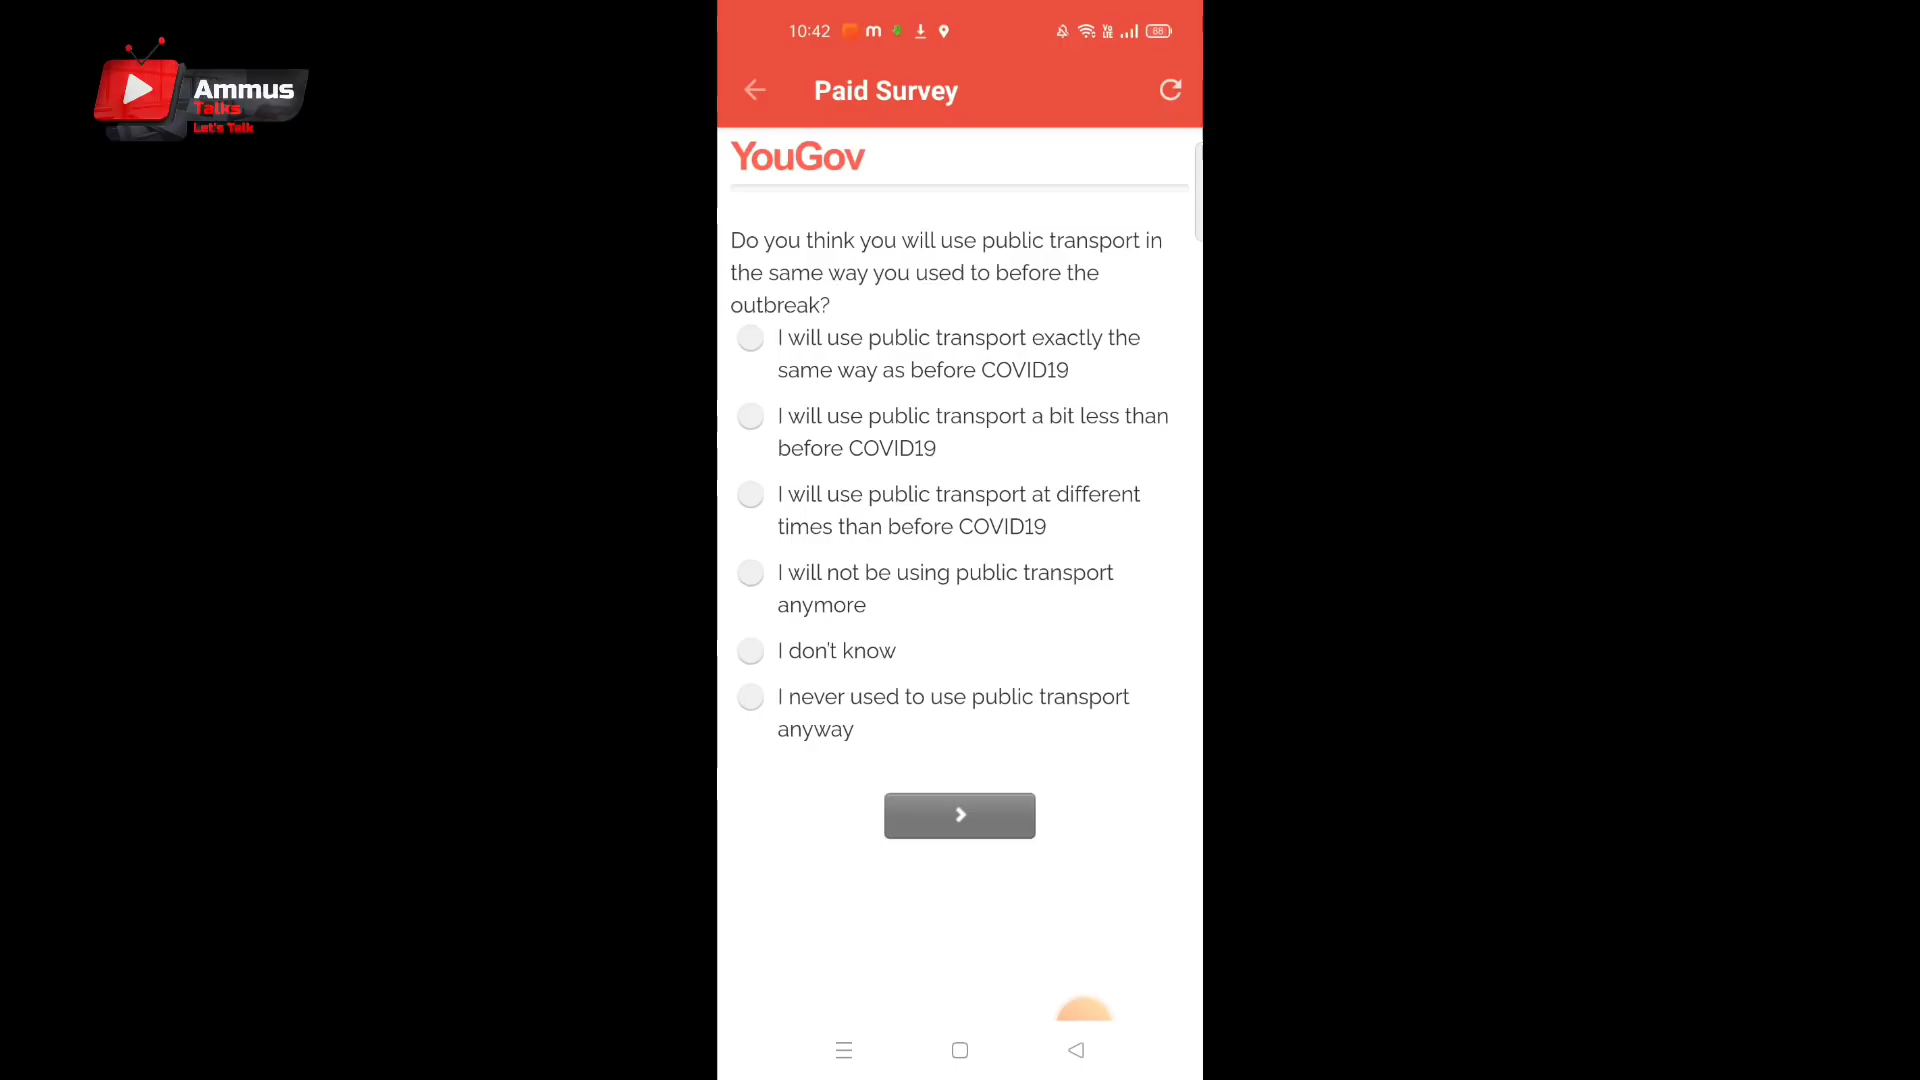 Ammus
Talks
Let's Talk
10:42
88
Paid Survey
YouGov
Do you think you will use public transport in
the same way you used to before the
outbreak?
I will use public transport exactly the
same way as before COVID19
I will use public transport a bit less than
before COVID19
I will use public transport at different
times than before COVID19
I will not be using public transport
anymore
I don't know
I never used to use public transport
anyway